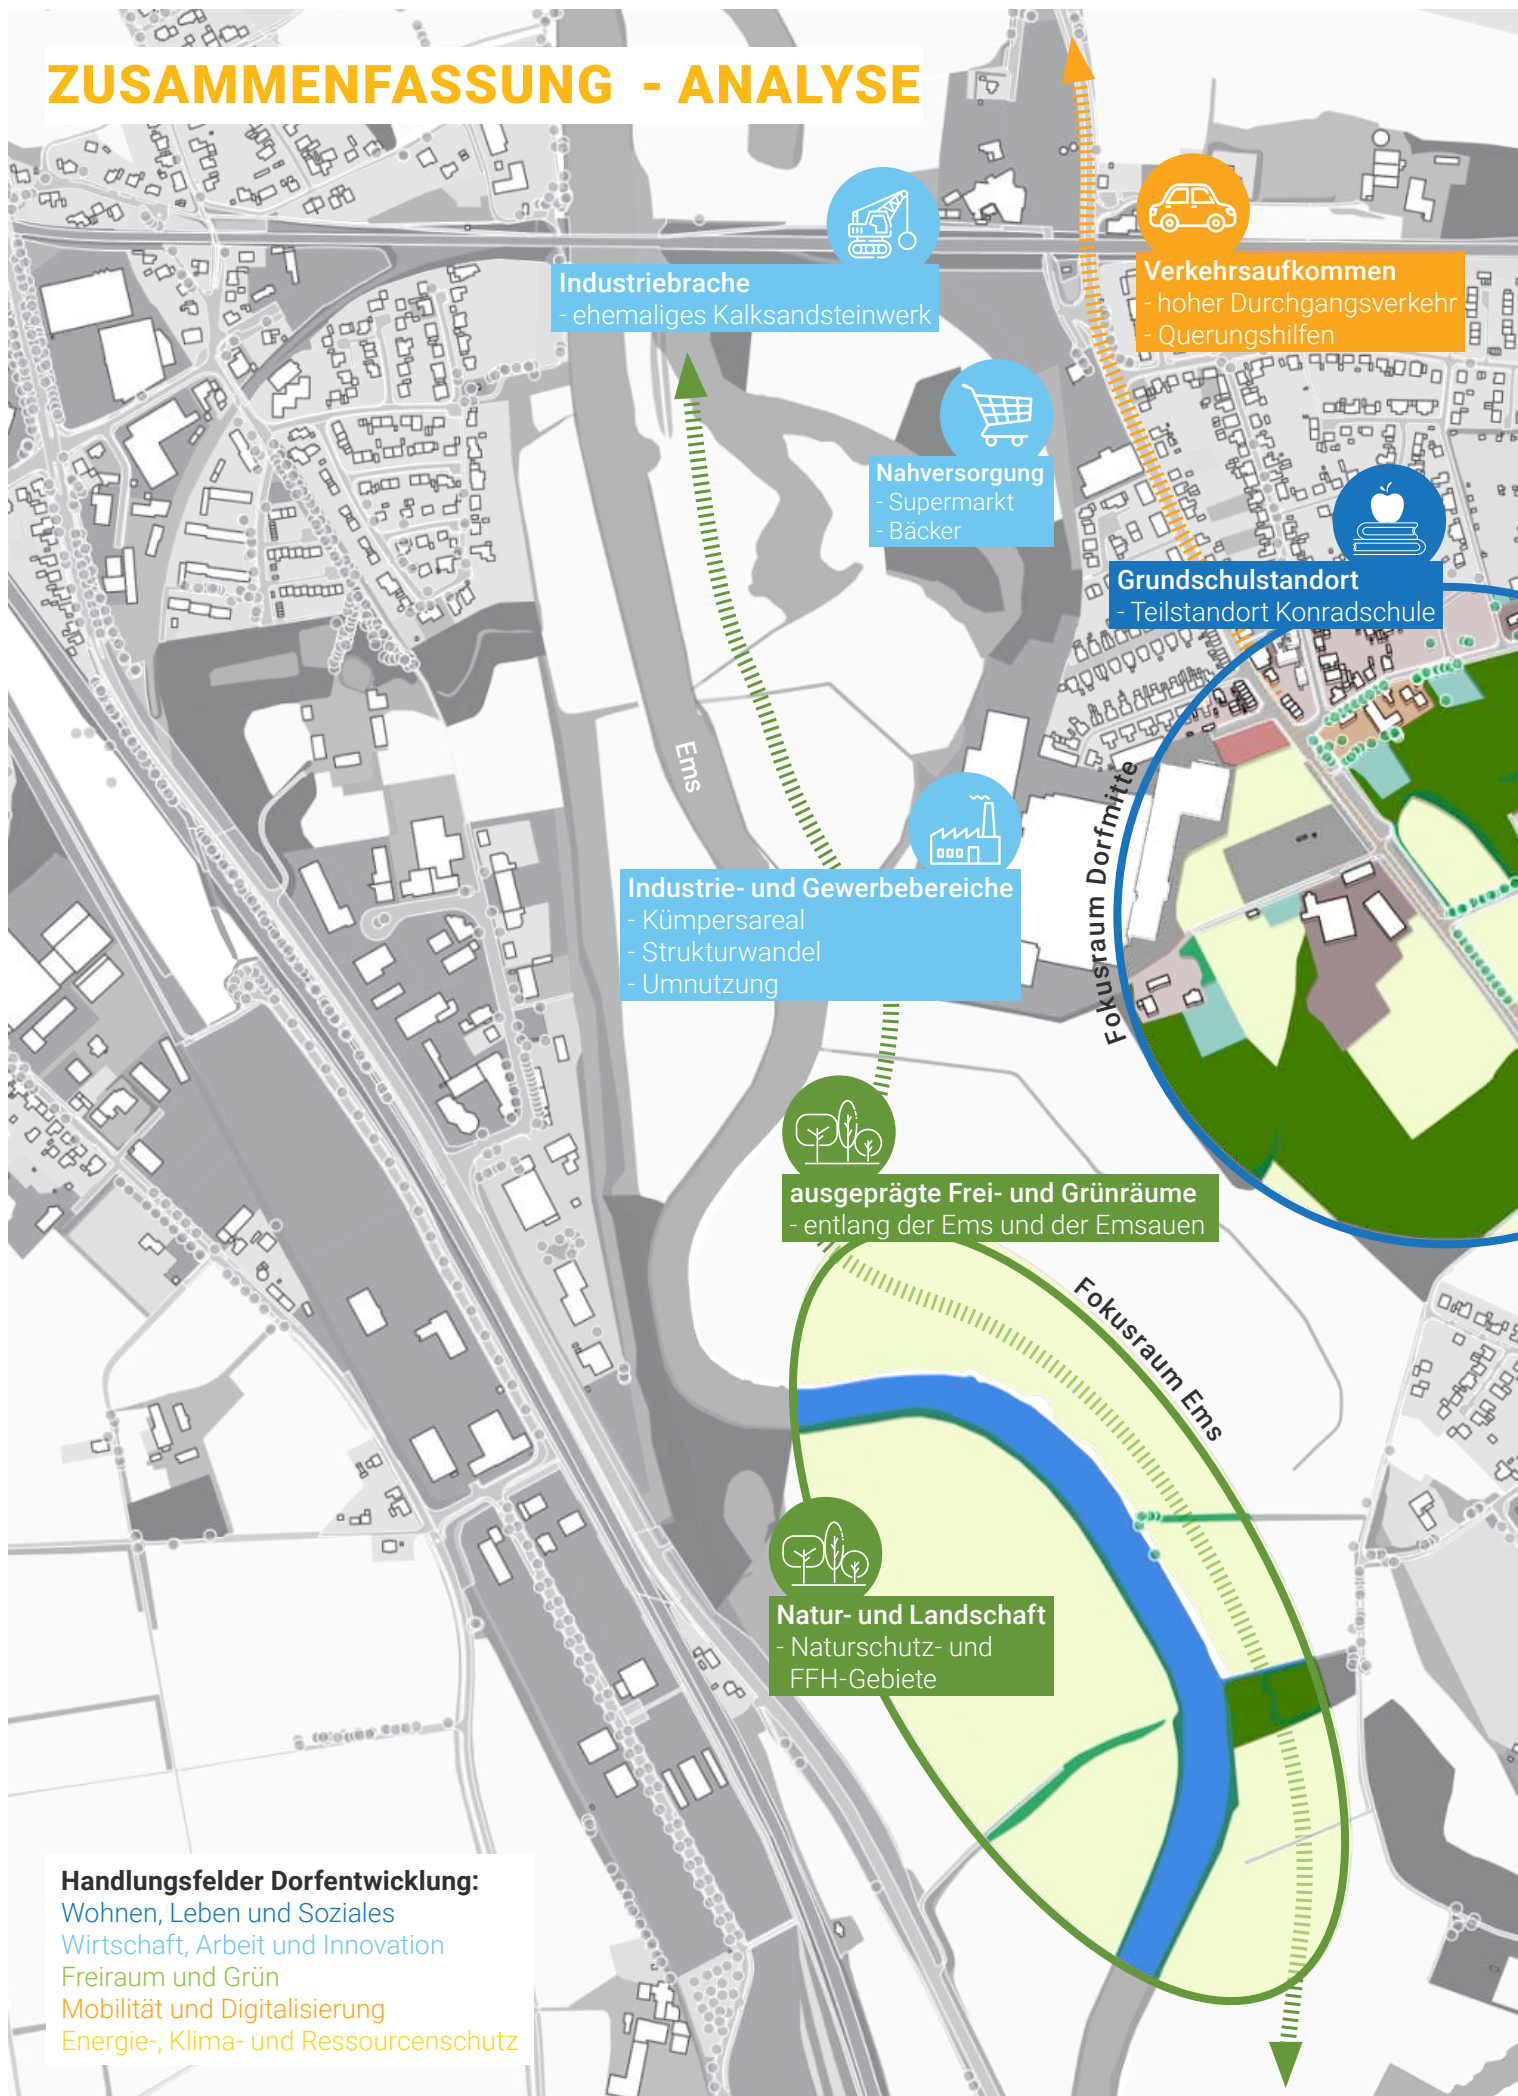 ZUSAMMENFASSUNG - ANALYSE
Industriebrache
- ehemaliges Kalksandsteinwerk
Verkehrsaufkommen
- hoher Durchgangsverkehr
- Querungshilfen
Nahversorgung
- Supermarkt
- Bäcker
Grundschulstandort
- Teilstandort Konradschule
Ems
Fokusraum Dorfmitte
Industrie- und Gewerbebereiche
- Kümpersareal
- Strukturwandel
- Umnutzung
ausgeprägte Frei- und Grünräume
- entlang der Ems und der Emsauen
Fokusraum Ems
Natur- und Landschaft
- Naturschutz- und
FFH-Gebiete
Handlungsfelder Dorfentwicklung:
Wohnen, Leben und Soziales
Wirtschaft, Arbeit und Innovation
Freiraum und Grün
Mobilität und Digitalisierung
Energie-, Klima- und Ressourcenschutz